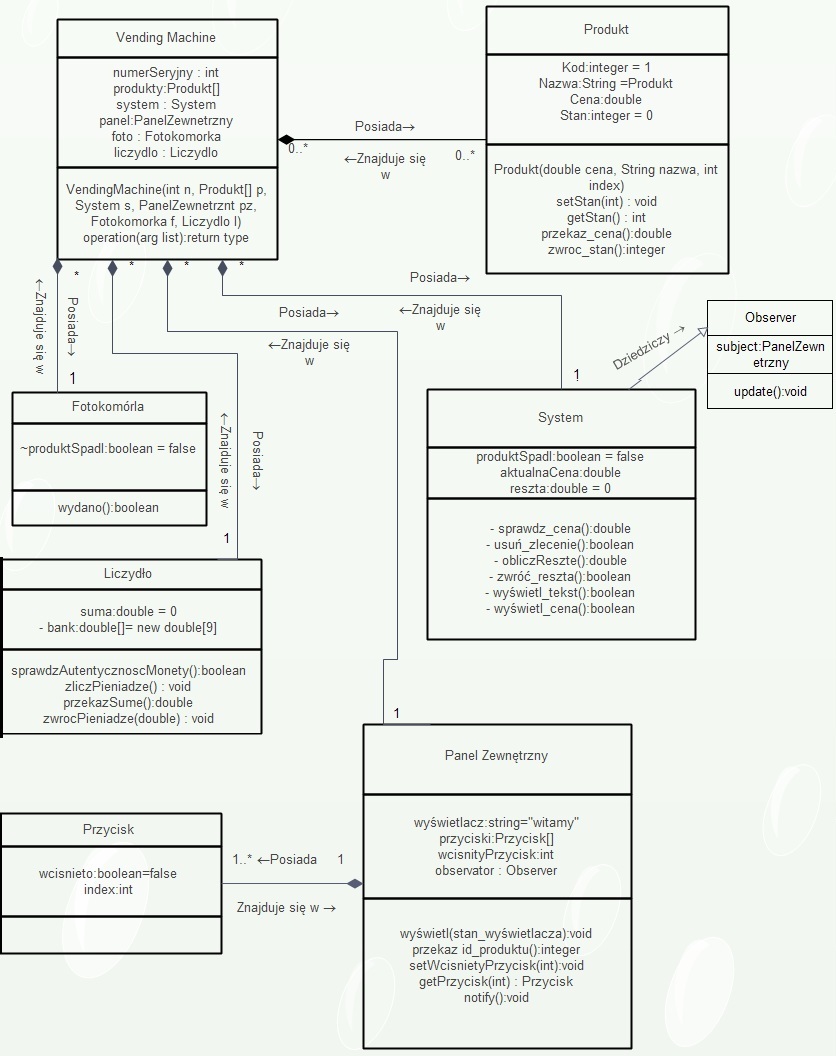 Vending Machine
numerSeryjny : int
produkty:Produkt[]
system : System
panel:PanelZewnetrzny
foto : Fotokomorka
liczydlo : Liczydlo
VendingMachine(int n, Produkt[] p,
System s, PanelZewnetrznt pz,
Fotokomorka f, Liczydlo l)
operation(arg list):return type
Posiada→
0..*
0..*
←Znajduje się
w
Produkt
Kod:integer = 1
Nazwa:String =Produkt
Cena:double
Stan:integer = 0
Produkt(double cena, String nazwa, int
index)
setStan(int) : void
getStan() : int
przekaz_cena():double
zwroc_stan():integer
*
*
*
*
←Znajduje się w
Posiada→
1
Posiada→
←Znajduje się
w
Posiada→
←Znajduje się
w
1
Dziedziczy →
Observer
subject:PanelZewn
etrzny
update():void
Fotokomórla
~produktSpadl:boolean = false
wydano():boolean
←Znajduje się w
Posiada→
1
System
produktSpadl:boolean = false
aktualnaCena:double
reszta:double = 0
- sprawdz_cena():double
- usuń_zlecenie():boolean
- obliczReszte():double
- zwróć_reszta():boolean
- wyświetl_tekst():boolean
- wyświetl_cena():boolean
Liczydło
suma:double = 0
- bank:double[]= new double[9]
sprawdzAutentycznoscMonety():boolean
zliczPieniadze() : void
przekazSume():double
zwrocPieniadze(double) : void
1
Panel Zewnętrzny
wyświetlacz:string="witamy"
przyciski:Przycisk[]
wcisnityPrzycisk:int
observator : Observer
wyświetl(stan_wyświetlacza):void
przekaz id_produktu():integer
setWcisnietyPrzycisk(int):void
getPrzycisk(int) : Przycisk
notify():void
Przycisk
wcisnieto:boolean=false
index:int
1..* ←Posiada 1
Znajduje się w →